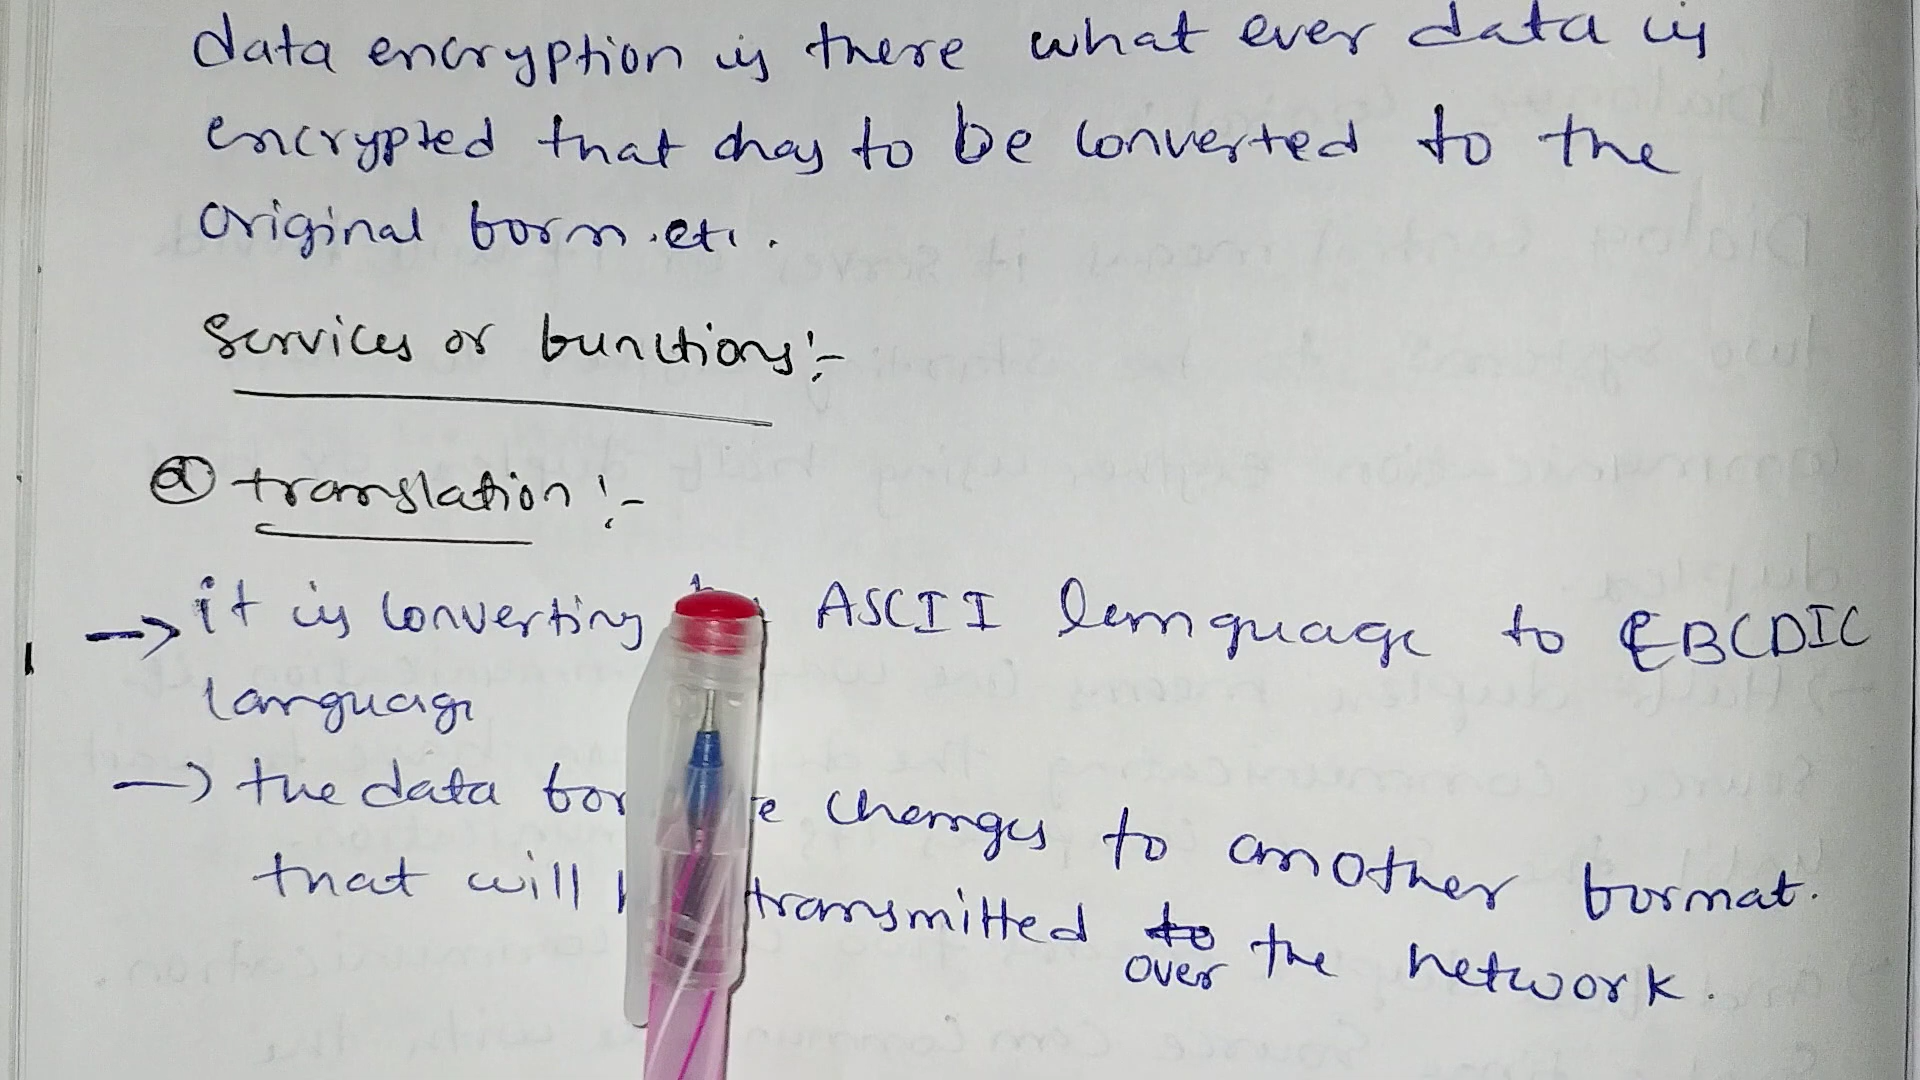 data encryption is there what ever data is
encrypted that has to be converted to the
original form.etc.
Services or functions:-
ⓐ translation:-
→ it is converting ASCII language to EBCDIC
language
→ the data changes to another format.
that will transmitted to over the network.